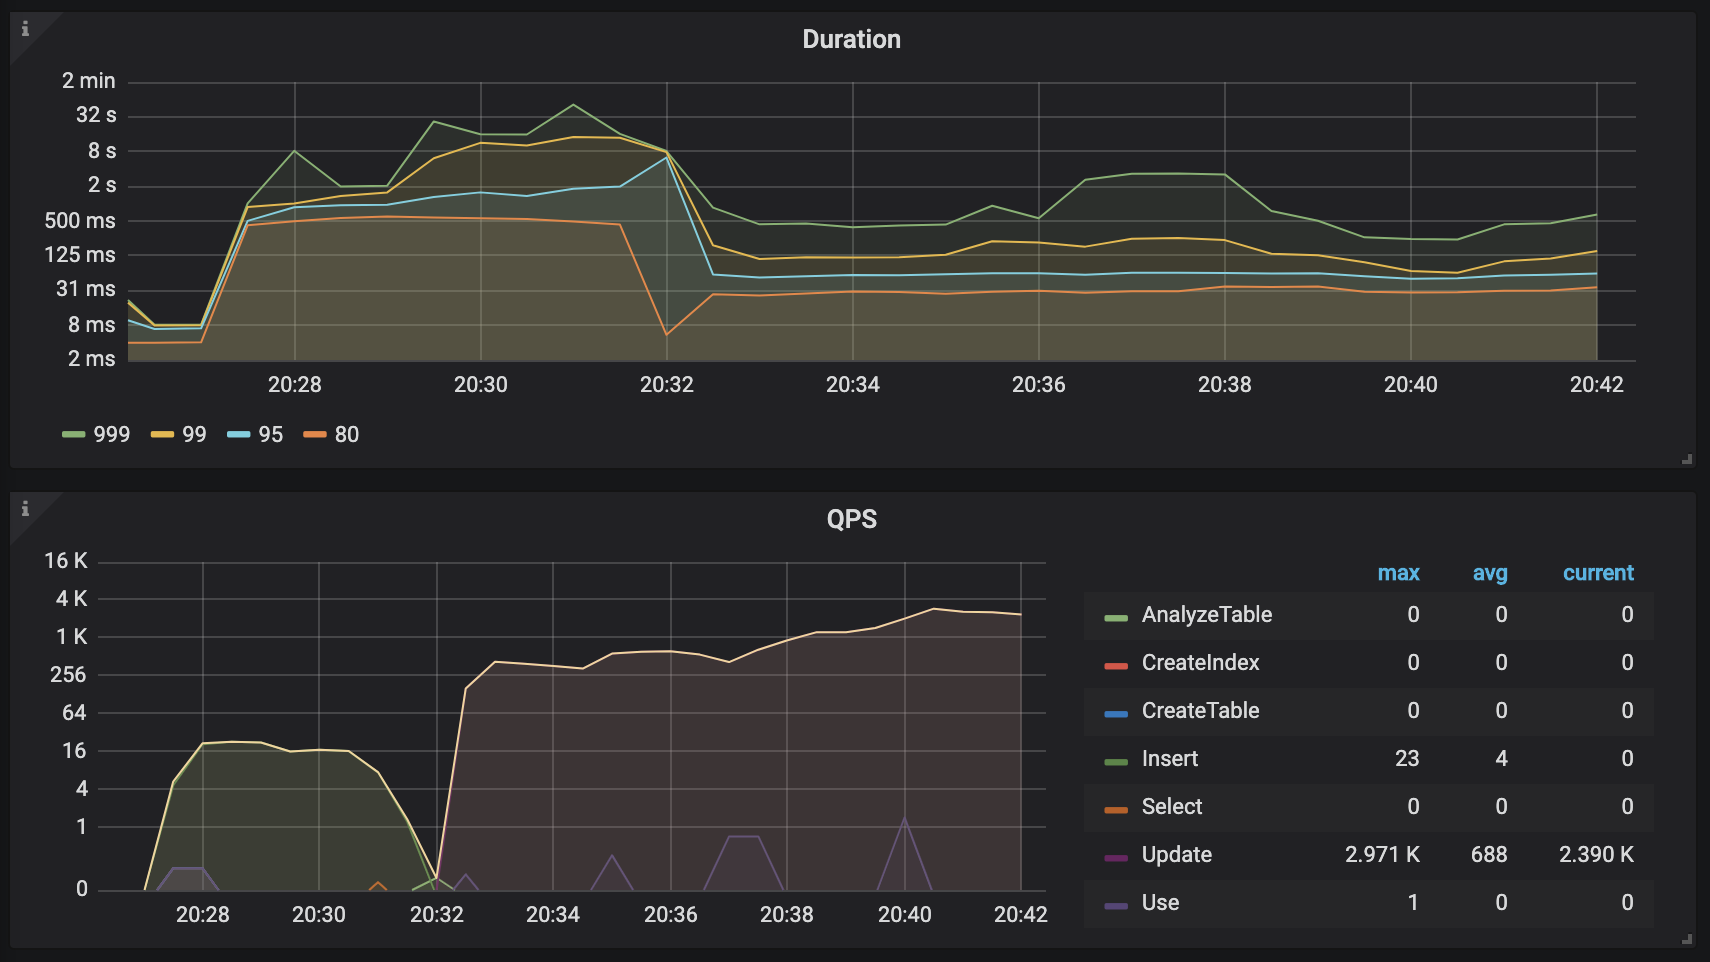 Duration
2 min
32 s
8 s
2 s
500 ms
125 ms
31 ms
8 ms
2 ms
20:28 20:30 20:32 20:34 20:36 20:38 20:40 20:42
999 99 95 80
QPS
16 K
4 K
1 K
256
64
16
4
1
0
20:28 20:30 20:32 20:34 20:36 20:38 20:40 20:42
max avg current
AnalyzeTable 0 0 0
CreateIndex 0 0 0
CreateTable 0 0 0
Insert 23 4 0
Select 0 0 0
Update 2.971 K 688 2.390 K
Use 1 0 0